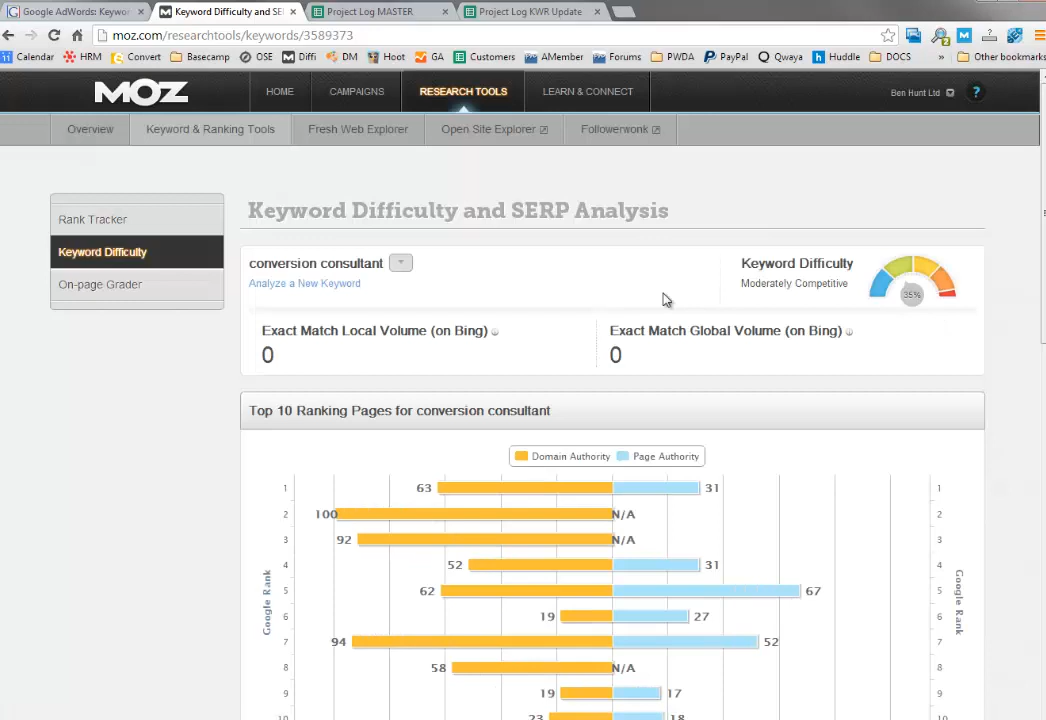 Google AdWords: Keywor
Keyword Difficulty and SE
Project Log MASTER
Project Log KWR Update
moz.com/researchtools/keywords/3589373
Calendar HRM Convert Basecamp OSE Diffi DM Hoot GA Customers AMember Forums PWDA PayPal Qwaya Huddle DOCS » Other bookmarks
MOZ HOME CAMPAIGNS RESEARCH TOOLS LEARN & CONNECT Ben Hunt Ltd ?
Overview Keyword & Ranking Tools Fresh Web Explorer Open Site Explorer Followerwonk
Rank Tracker
Keyword Difficulty
On-page Grader
Keyword Difficulty and SERP Analysis
conversion consultant
Analyze a New Keyword
Keyword Difficulty
Moderately Competitive
35%
Exact Match Local Volume (on Bing)
0
Exact Match Global Volume (on Bing)
0
Top 10 Ranking Pages for conversion consultant
Domain Authority Page Authority
1 63 31 1
2 100 N/A 2
3 92 N/A 3
4 52 31 4
5 62 67 5
6 19 27 6
7 94 52 7
8 58 N/A 8
9 19 17 9
10 23 18 10
Google Rank
Google Rank